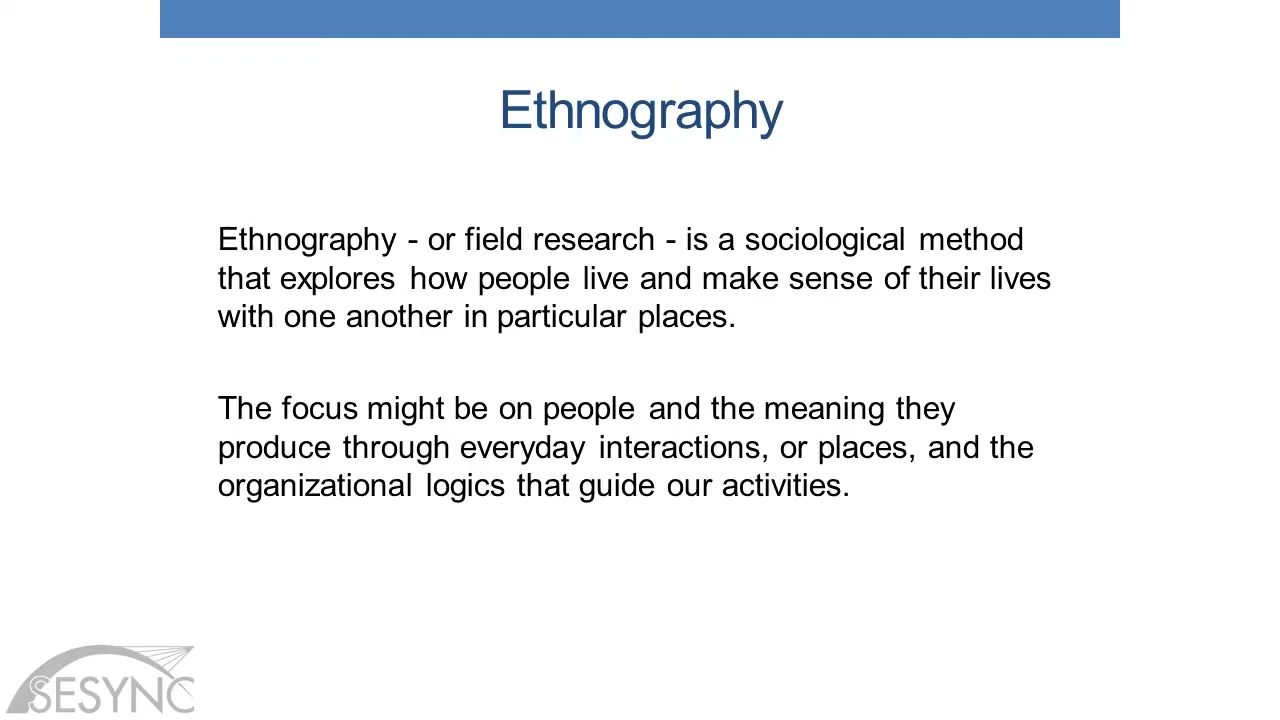 Ethnography
Ethnography - or field research - is a sociological method
that explores how people live and make sense of their lives
with one another in particular places.
The focus might be on people and the meaning they
produce through everyday interactions, or places, and the
organizational logics that guide our activities.
SESYNC